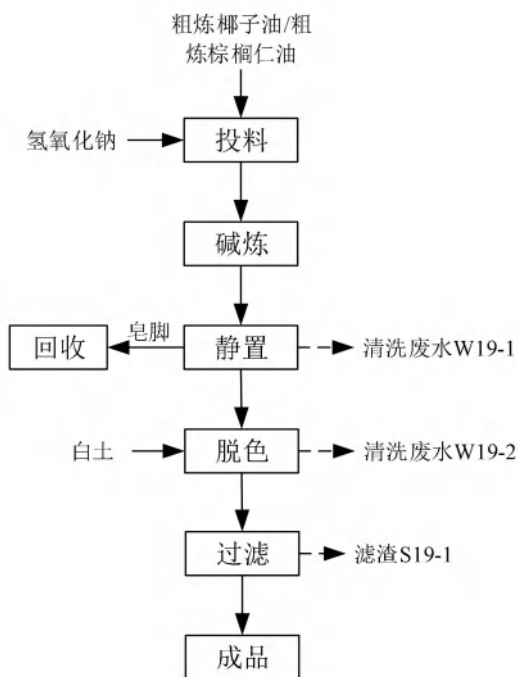 粗炼椰子油/粗
炼棕榈仁油
氢氧化钠
投料
碱炼
回收
皂脚
静置
清洗废水W19-1
白土
脱色
清洗废水W19-2
过滤
滤渣S19-1
成品